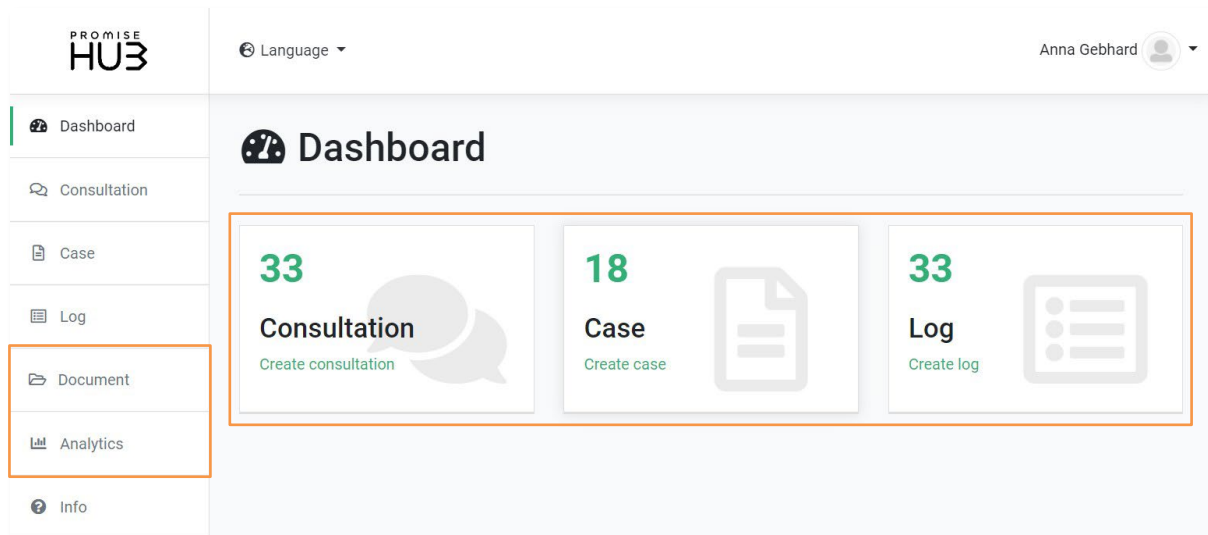 PROMISE
HUB
Language
Anna Gebhard
Dashboard
Consultation
Case
Log
Document
Analytics
Info
Dashboard
33
Consultation
Create consultation
18
Case
Create case
33
Log
Create log